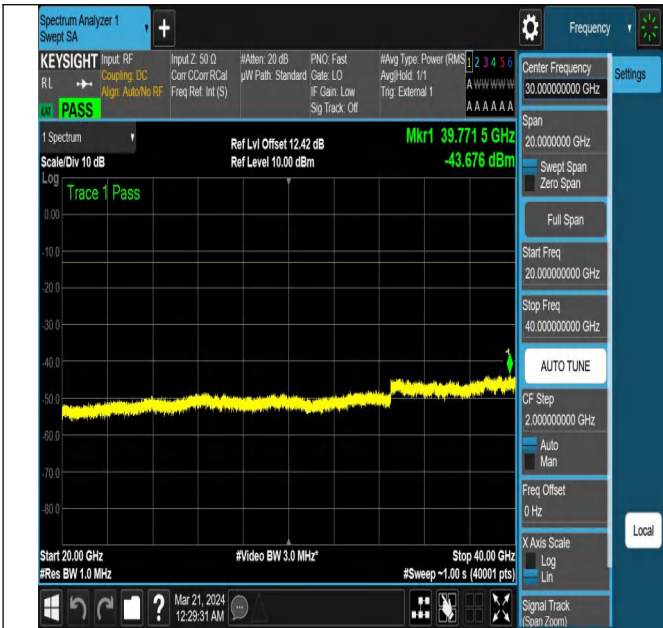 Spectrum Analyzer 1
Swept SA
+
Frequency
KEYSIGHT
RL
PASS
Input: RF
Coupling: DC
Align: Auto/No RF
Input Z: 50 Ω
Corr CCorr RCal
Freq Ref: Int (S)
#Atten: 20 dB
µW Path: Standard
PNO: Fast
Gate: LO
IF Gain: Low
Sig Track: Off
#Avg Type: Power (RMS
Avg|Hold: 1/1
Trig: External 1
1 2 3 4 5 6
A W W W W W
A A A A A A
Center Frequency
30.000000000 GHz
Settings
Span
20.0000000 GHz
Swept Span
Zero Span
Full Span
Start Freq
20.000000000 GHz
Stop Freq
40.000000000 GHz
AUTO TUNE
CF Step
2.000000000 GHz
Auto
Man
Freq Offset
0 Hz
X Axis Scale
Log
Lin
Signal Track
(Span Zoom)
Local
1 Spectrum
Scale/Div 10 dB
Log
Ref Lvl Offset 12.42 dB
Ref Level 10.00 dBm
Mkr1 39.771 5 GHz
-43.676 dBm
Trace 1 Pass
0.00
-10.0
-20.0
-30.0
-40.0
-50.0
-60.0
-70.0
-80.0
1
Start 20.00 GHz
#Res BW 1.0 MHz
#Video BW 3.0 MHz*
Stop 40.00 GHz
#Sweep ~1.00 s (40001 pts)
?
Mar 21, 2024
12:29:31 AM